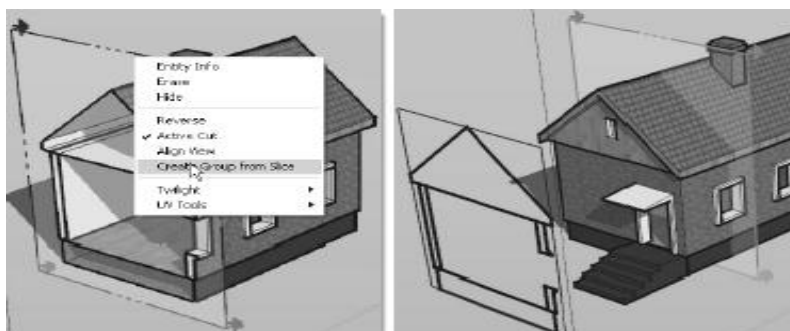 Entity Info
Erase
Hide
Reverse
Active Cut
Align View
Create Group from Slice
Twilight
UV Tools